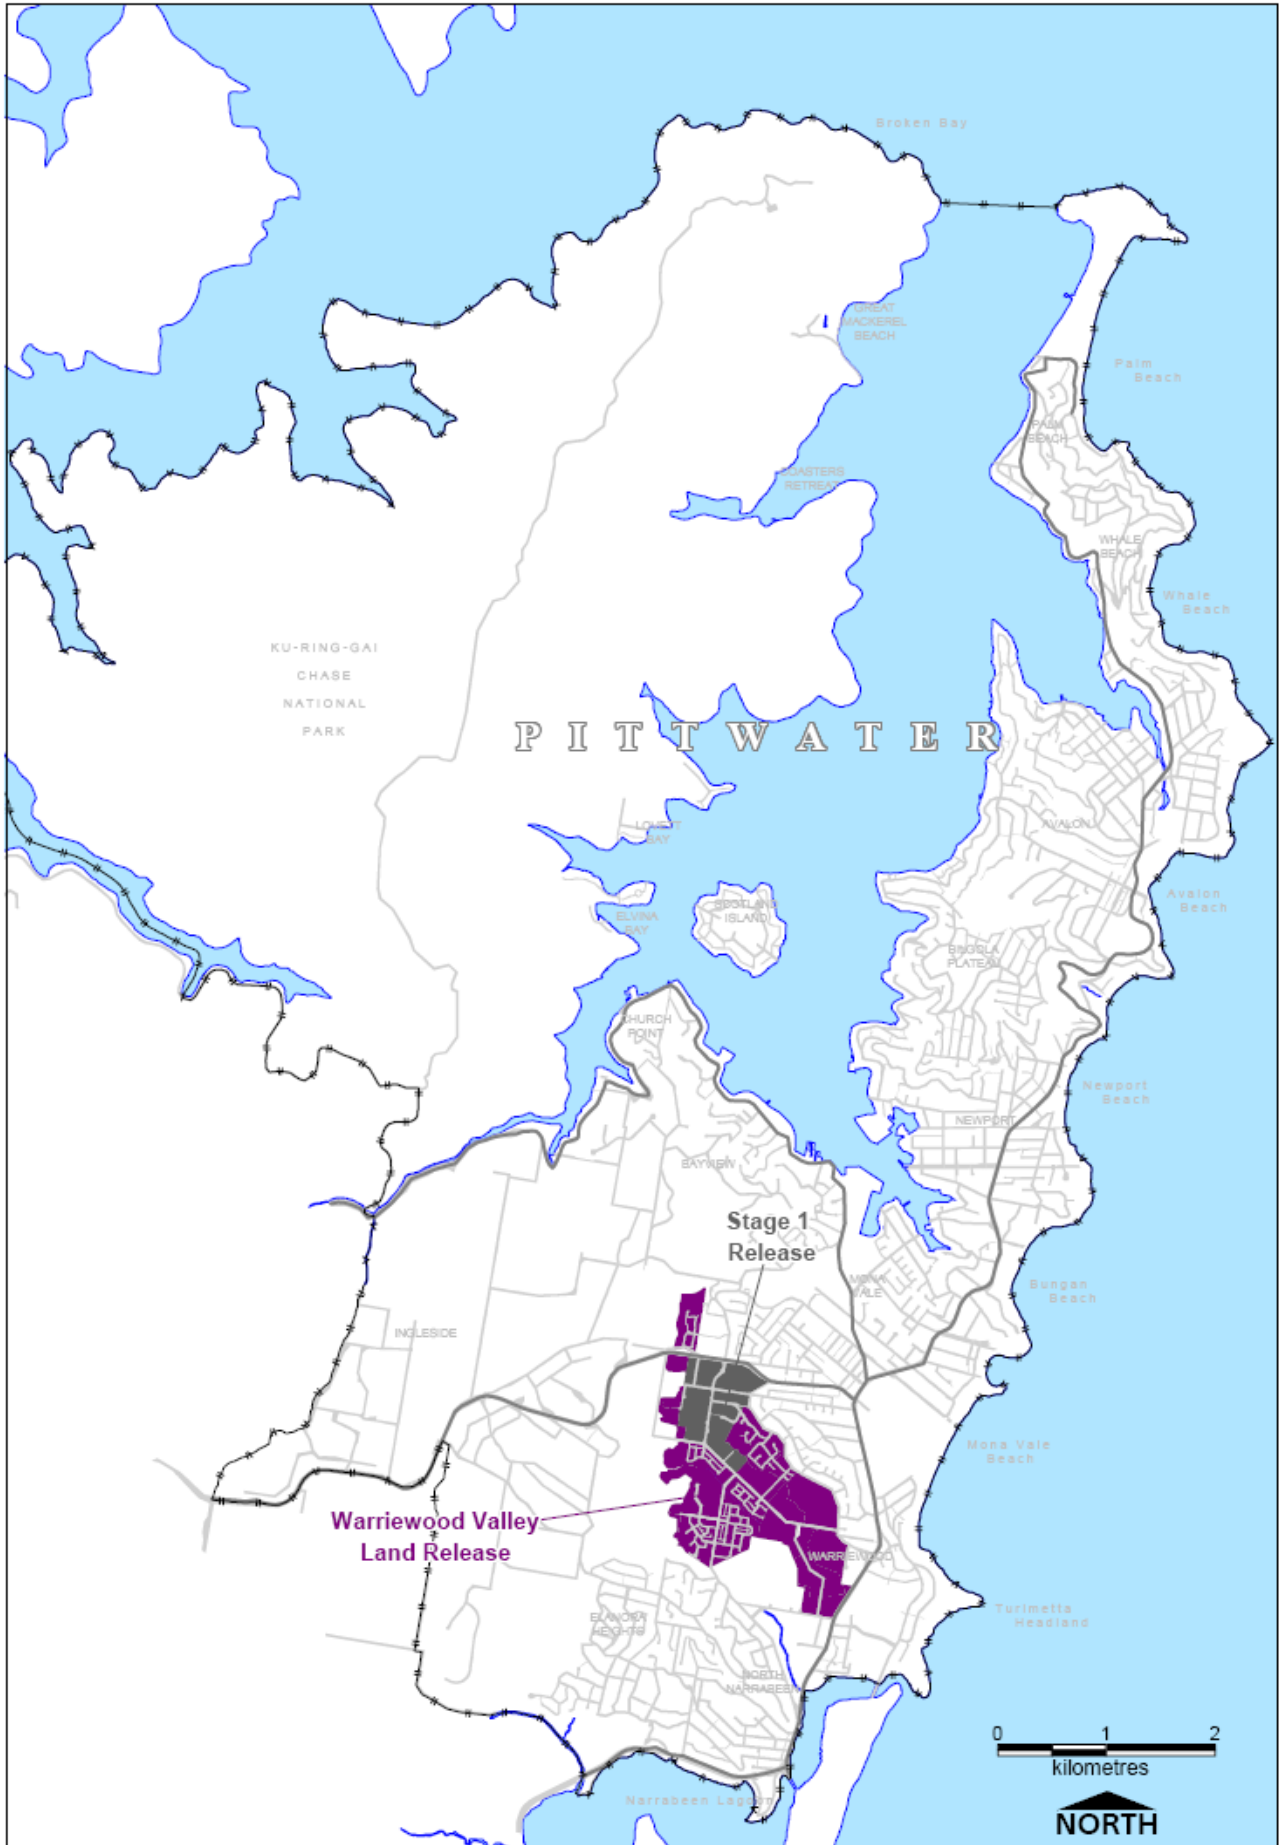 Broken Bay
GREAT
MACKEREL
BEACH
Palm
Beach
PALM
BEACH
COASTERS
RETREAT
WHALE
BEACH
Whale
Beach
KU-RING-GAI
CHASE
NATIONAL
PARK
PITTWATER
LOVETT
BAY
AVALON
Avalon
Beach
SCOTLAND
ISLAND
ELVINA
BAY
BILGOLA
PLATEAU
CHURCH
POINT
Newport
Beach
NEWPORT
BAYVIEW
Stage 1
Release
MONA
VALE
Bungan
Beach
INGLESIDE
Mona Vale
Beach
Warriewood Valley
Land Release
WARRIEWOOD
Turimetta
Headland
ELANORA
HEIGHTS
NORTH
NARRABEEN
0 1 2
kilometres
Narrabeen Lagoon
NORTH